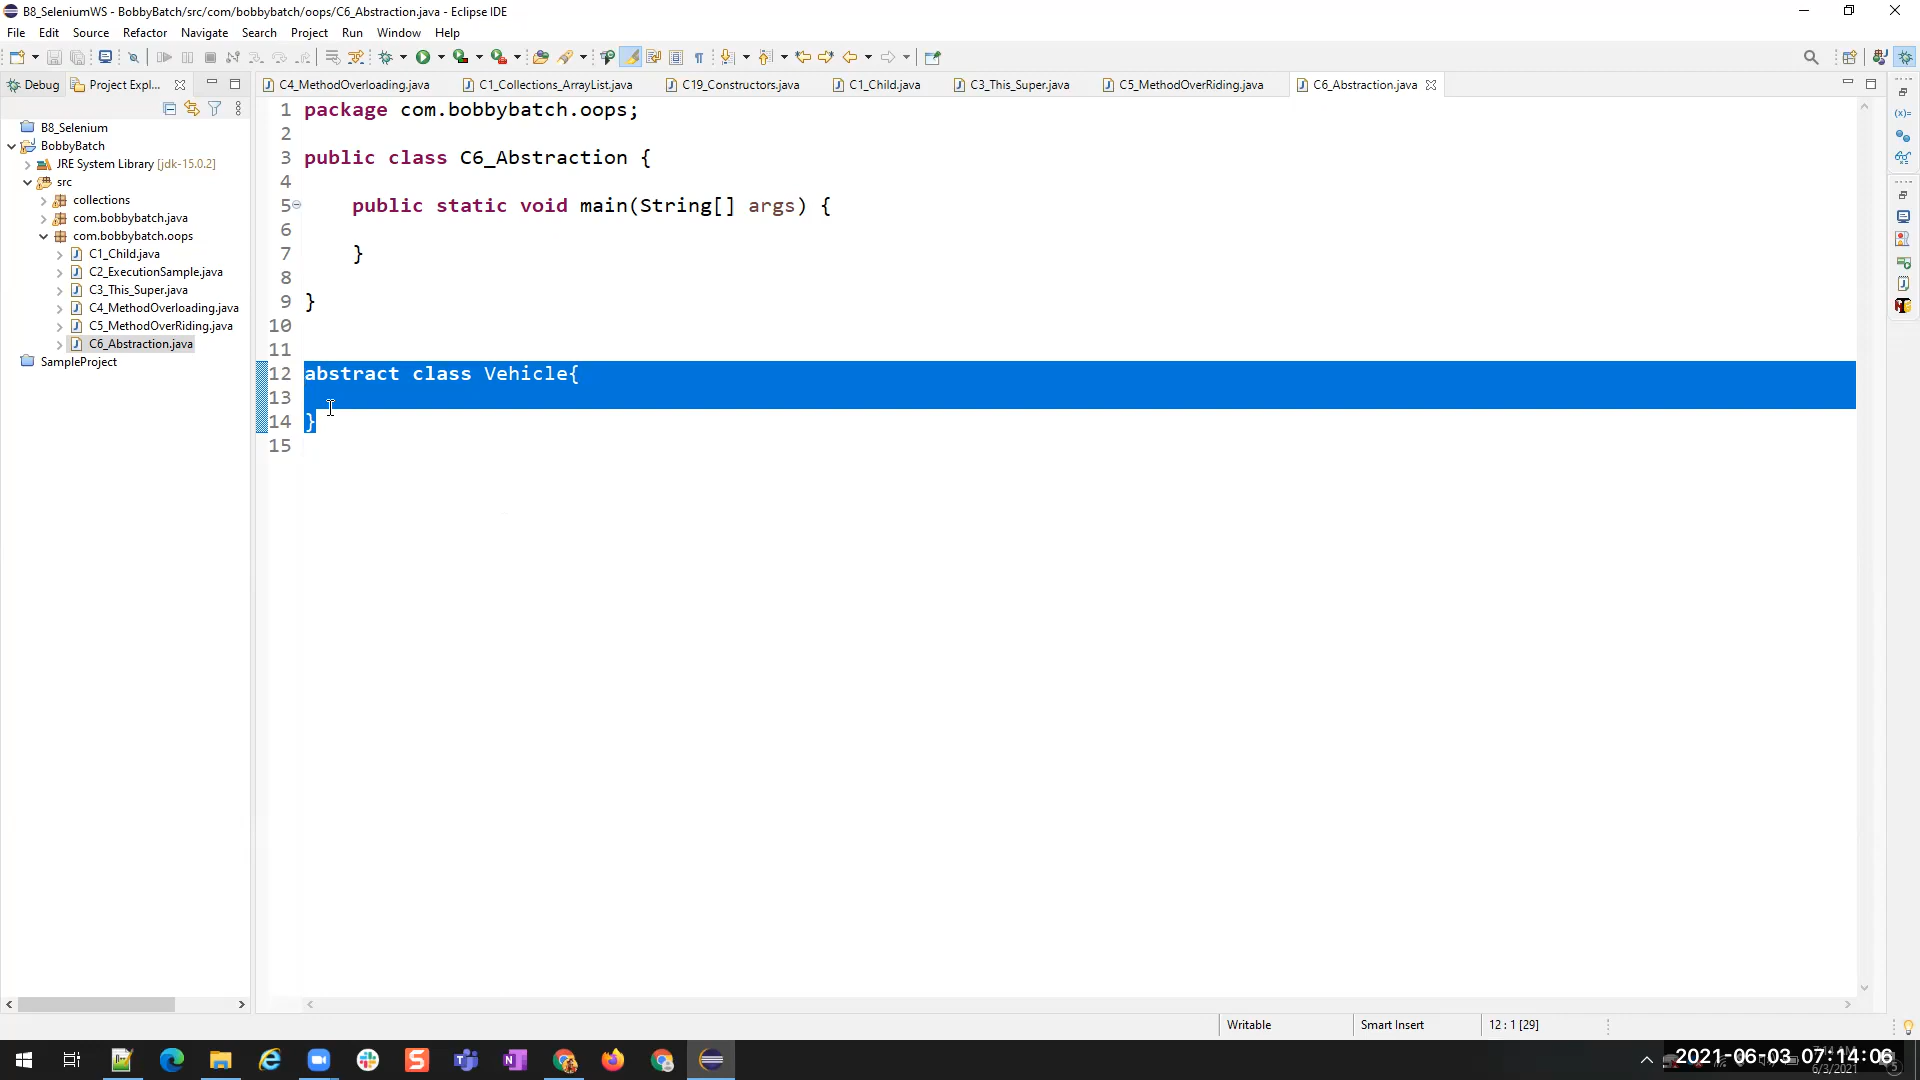 B8_SeleniumWS - BobbyBatch/src/com/bobbybatch/oops/C6_Abstraction.java - Eclipse IDE
File Edit Source Refactor Navigate Search Project Run Window Help
Debug Project Expl...
C4_MethodOverloading.java C1_Collections_ArrayList.java C19_Constructors.java C1_Child.java C3_This_Super.java C5_MethodOverRiding.java C6_Abstraction.java
B8_Selenium
BobbyBatch
JRE System Library [jdk-15.0.2]
src
collections
com.bobbybatch.java
com.bobbybatch.oops
C1_Child.java
C2_ExecutionSample.java
C3_This_Super.java
C4_MethodOverloading.java
C5_MethodOverRiding.java
C6_Abstraction.java
SampleProject
1 package com.bobbybatch.oops;
2
3 public class C6_Abstraction {
4
5 public static void main(String[] args) {
6
7 }
8
9 }
10
11
12 abstract class Vehicle{
13
14 }
15
Writable Smart Insert 12 : 1 [29]
2021-06-03 07:14:06
6/3/2021